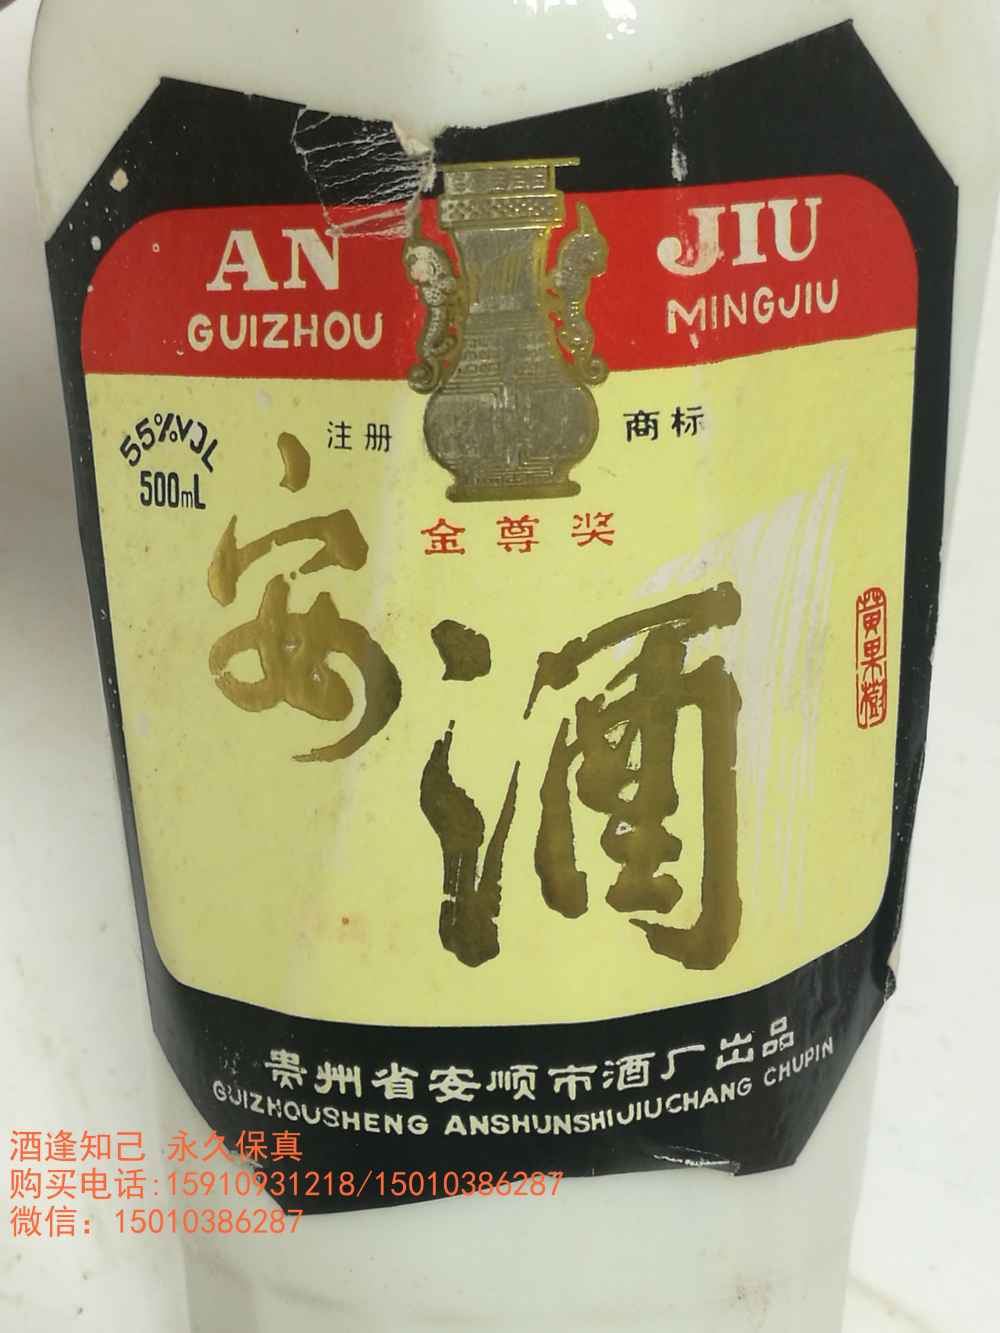 AN JIU
GUIZHOU MINGJIU
55%VOL
500mL
注册 商标
金尊奖
安酒
黄果樹
贵州省安顺市酒厂出品
GUIZHOUSHENG ANSHUNSHIJIUCHANG CHUPIN
酒逢知己 永久保真
购买电话:15910931218/15010386287
微信：15010386287